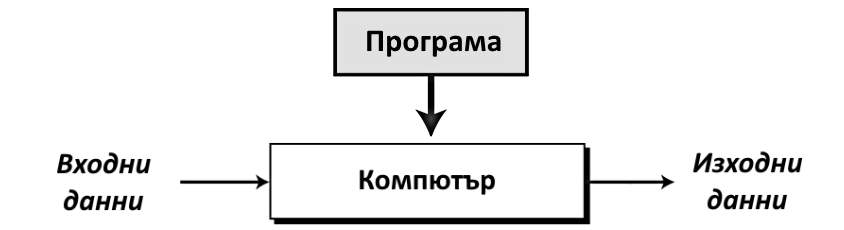 Програма
Входни
данни
Компютър
Изходни
данни